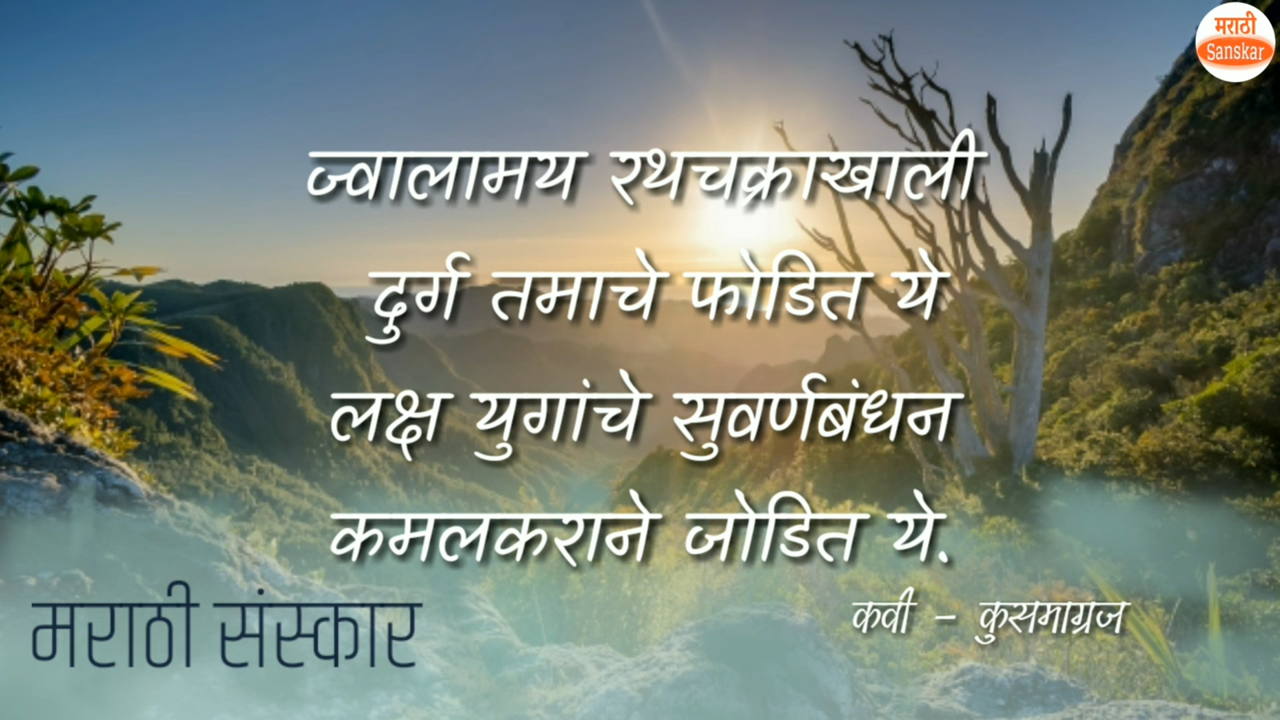 मराठी
Sanskar
ज्वालामय रथचक्राखाली
दुर्ग तमाचे फोडित ये
लक्ष युगांचे सुवर्णबंधन
कमलकराने जोडित ये.
कवी - कुसमाग्रज
मराठी संस्कार